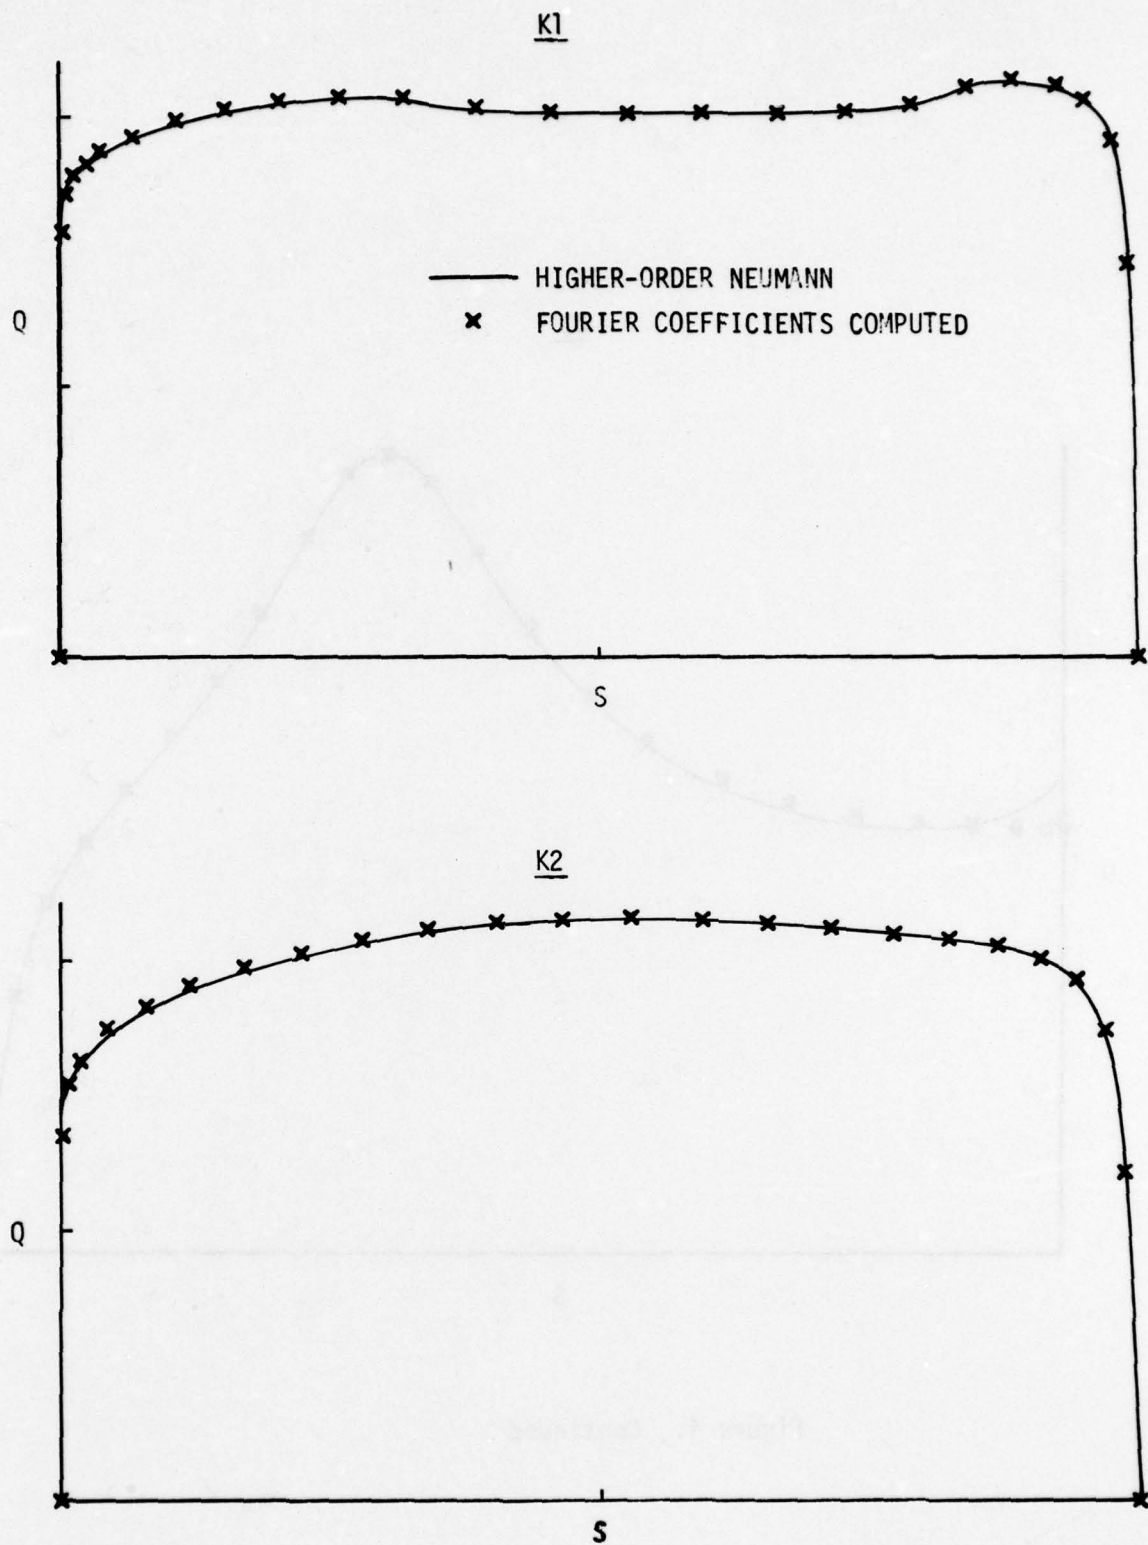 K1
HIGHER-ORDER NEUMANN
Q
FOURIER COEFFICIENTS COMPUTED
S
K2
Q
S